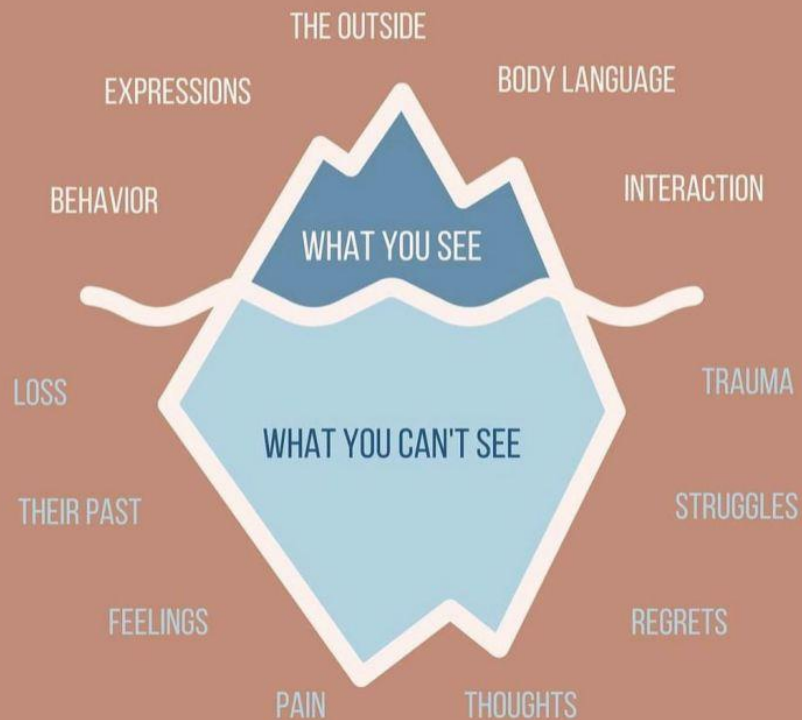 THE OUTSIDE
EXPRESSIONS
BODY LANGUAGE
BEHAVIOR
INTERACTION
WHAT YOU SEE
LOSS
TRAUMA
WHAT YOU CAN'T SEE
THEIR PAST
STRUGGLES
FEELINGS
REGRETS
PAIN
THOUGHTS